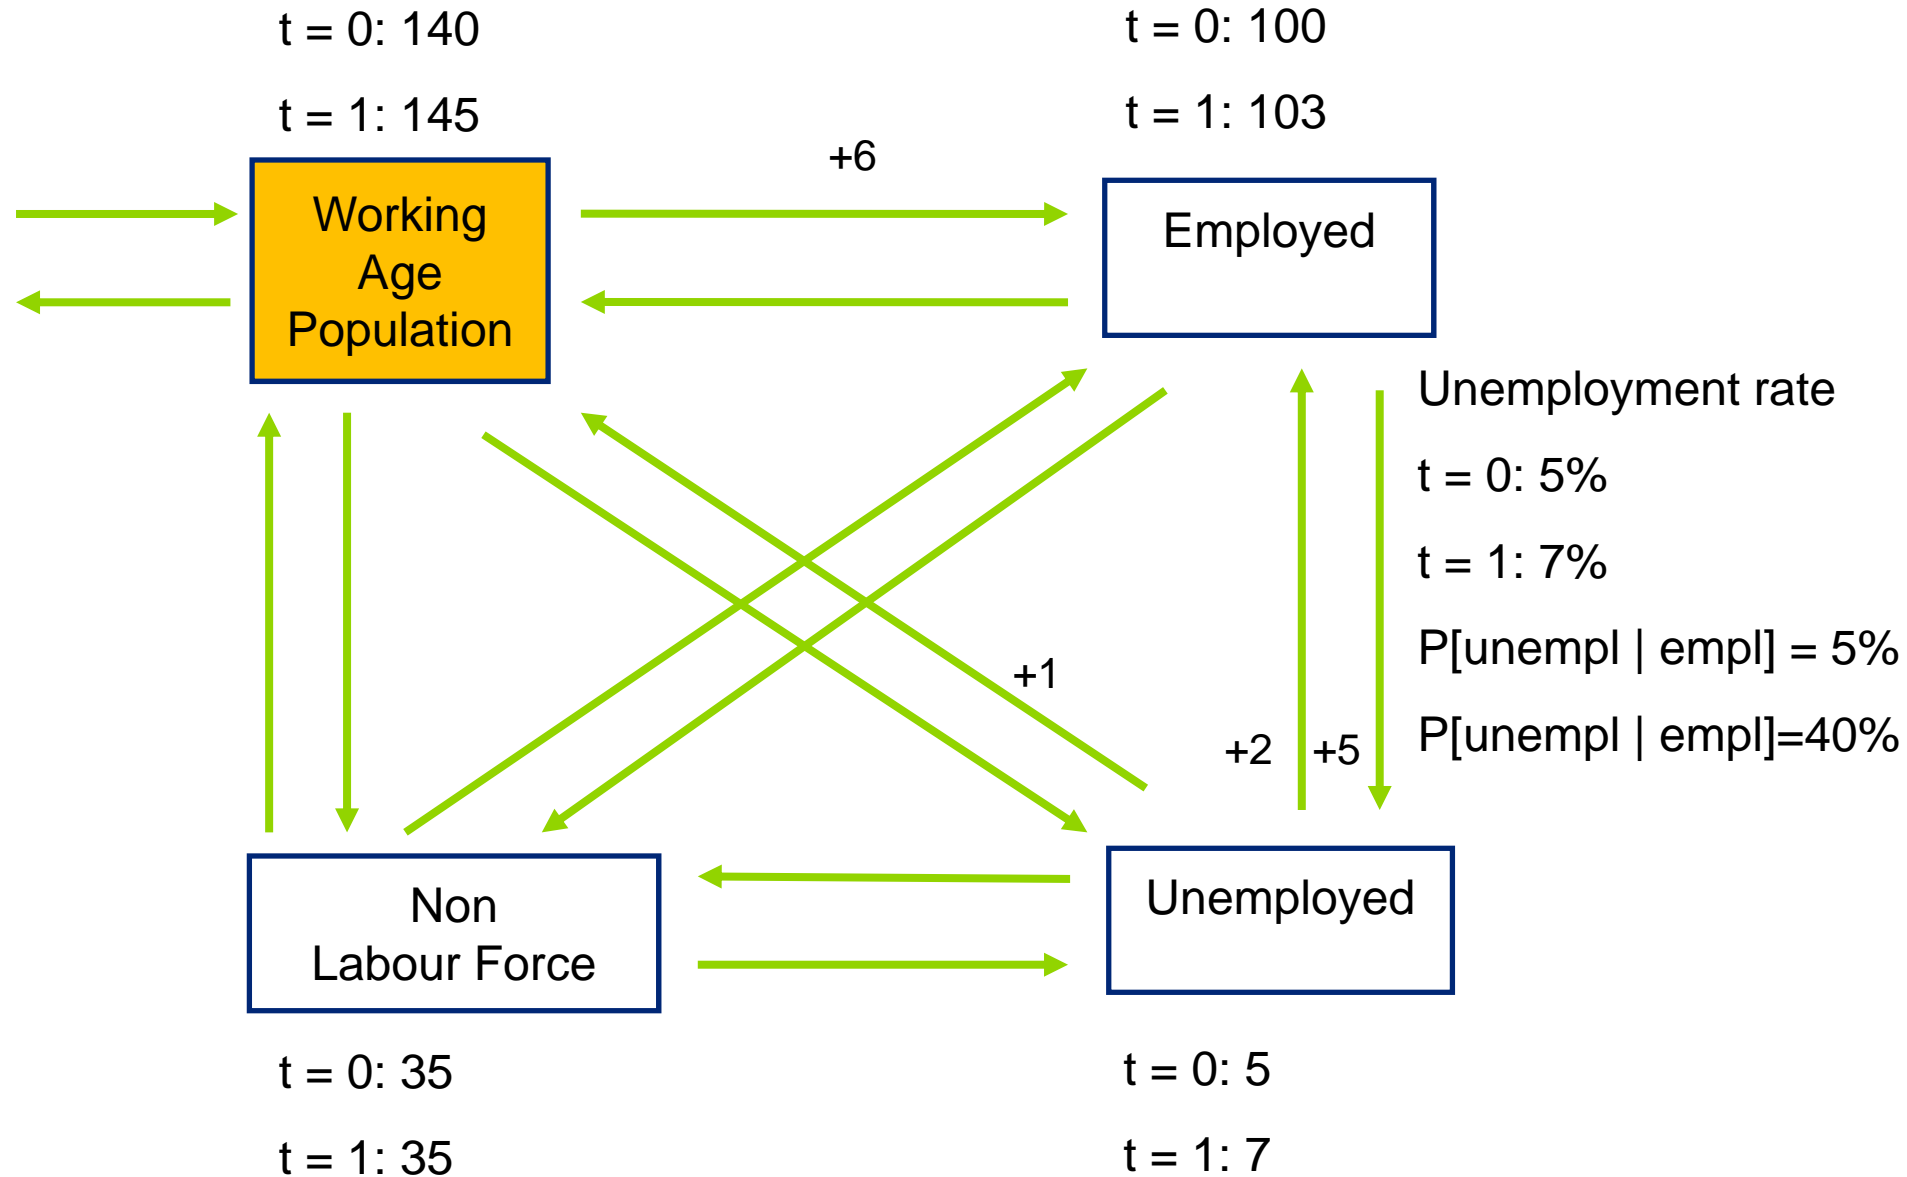 t = 0: 140
t = 1: 145
t = 0: 100
t = 1: 103
+6
Working
Age
Population
Employed
Unemployment rate
t = 0: 5%
t = 1: 7%
P[unempl | empl] = 5%
P[unempl | empl]=40%
+1
+2
+5
Non
Labour Force
Unemployed
t = 0: 35
t = 1: 35
t = 0: 5
t = 1: 7